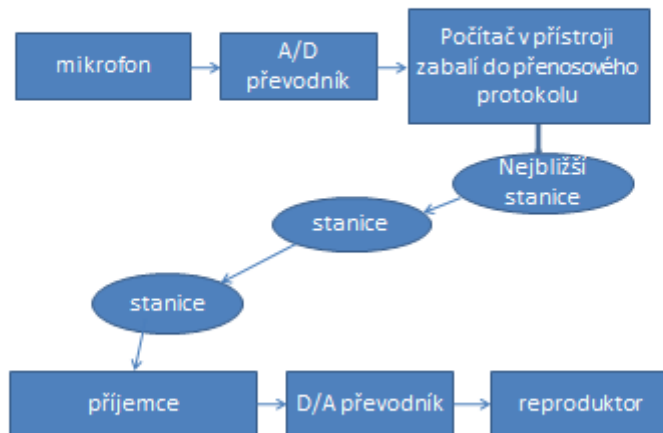 mikrofon
A/D
převodník
Počítač v přístroji
zabalí do přenosového
protokolu
Nejbližší
stanice
stanice
stanice
příjemce
D/A převodník
reproduktor